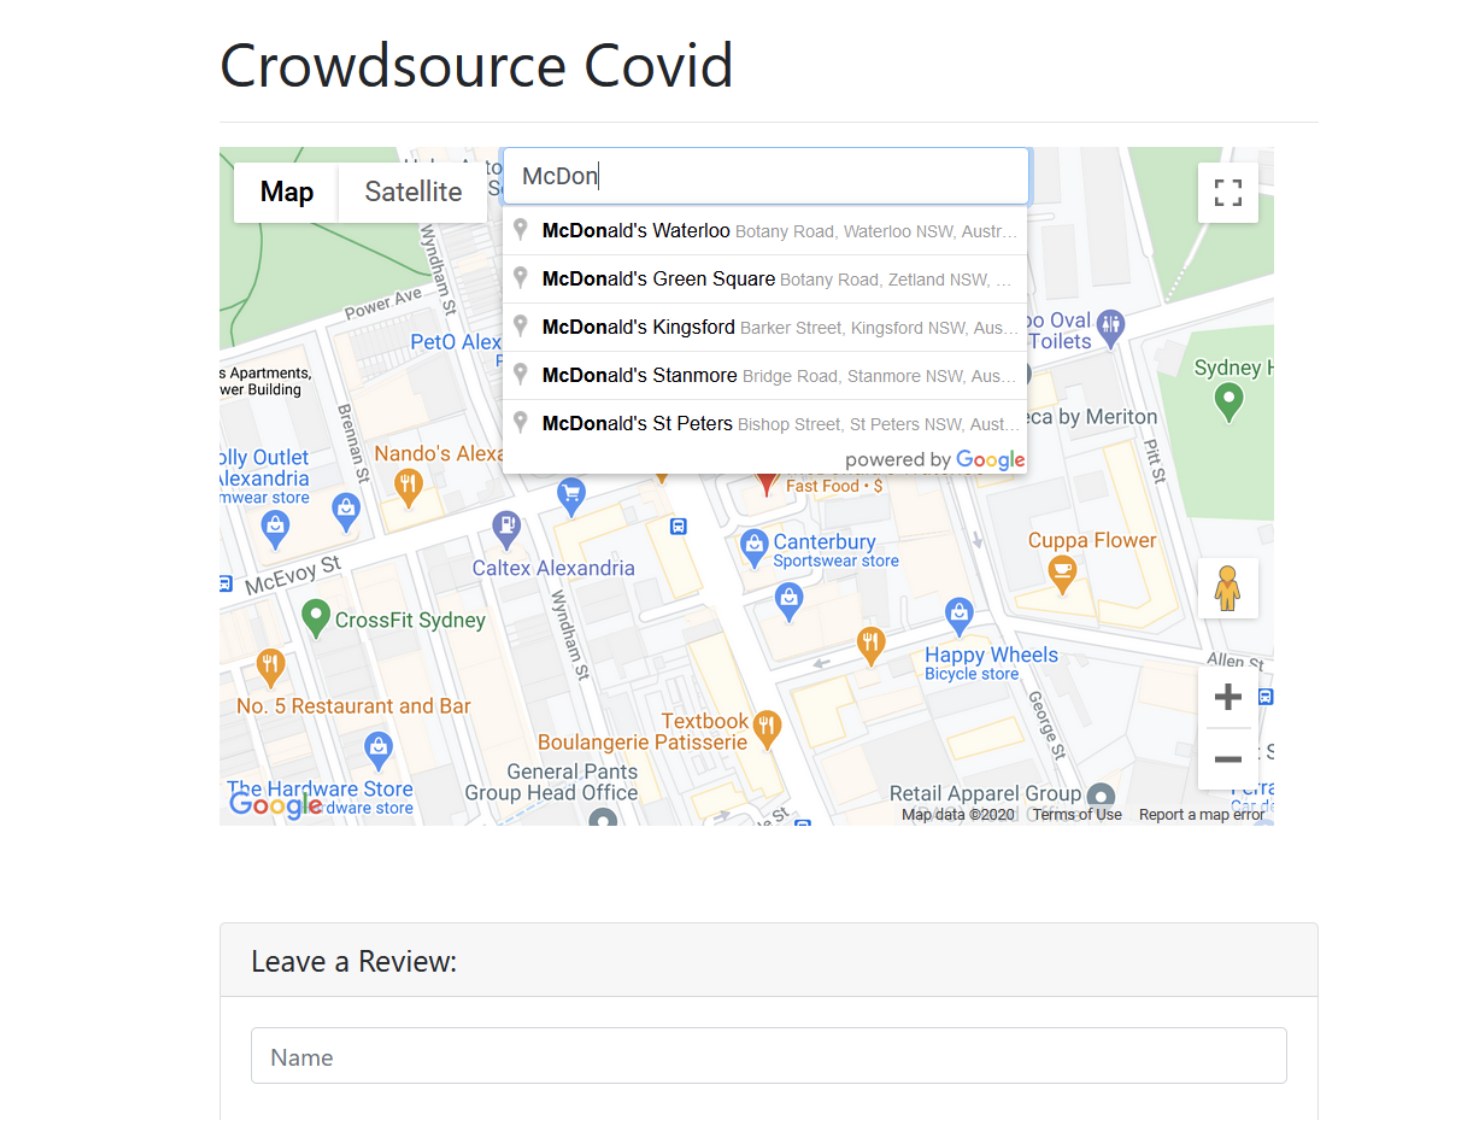 Crowdsource Covid
Map
Satellite
McDon
McDonald's Waterloo Botany Road, Waterloo NSW, Austr...
McDonald's Green Square Botany Road, Zetland NSW, ...
McDonald's Kingsford Barker Street, Kingsford NSW, Aus...
McDonald's Stanmore Bridge Road, Stanmore NSW, Aus...
McDonald's St Peters Bishop Street, St Peters NSW, Aust...
powered by Google
Wyndham St
Power Ave
PetO Alex
Oval
Toilets
s Apartments,
wer Building
Sydney H
Brennan St
eca by Meriton
Pitt St
olly Outlet
Alexandria
mwear store
Nando's Alexa
Fast Food • $
Canterbury
Sportswear store
Cuppa Flower
McEvoy St
Caltex Alexandria
CrossFit Sydney
Wyndham St
Happy Wheels
Bicycle store
Allen St
No. 5 Restaurant and Bar
George St
Textbook
Boulangerie Patisserie
General Pants
Group Head Office
The Hardware Store
rdware store
Google
Retail Apparel Group
Map data ©2020
Terms of Use
Report a map error
Leave a Review:
Name